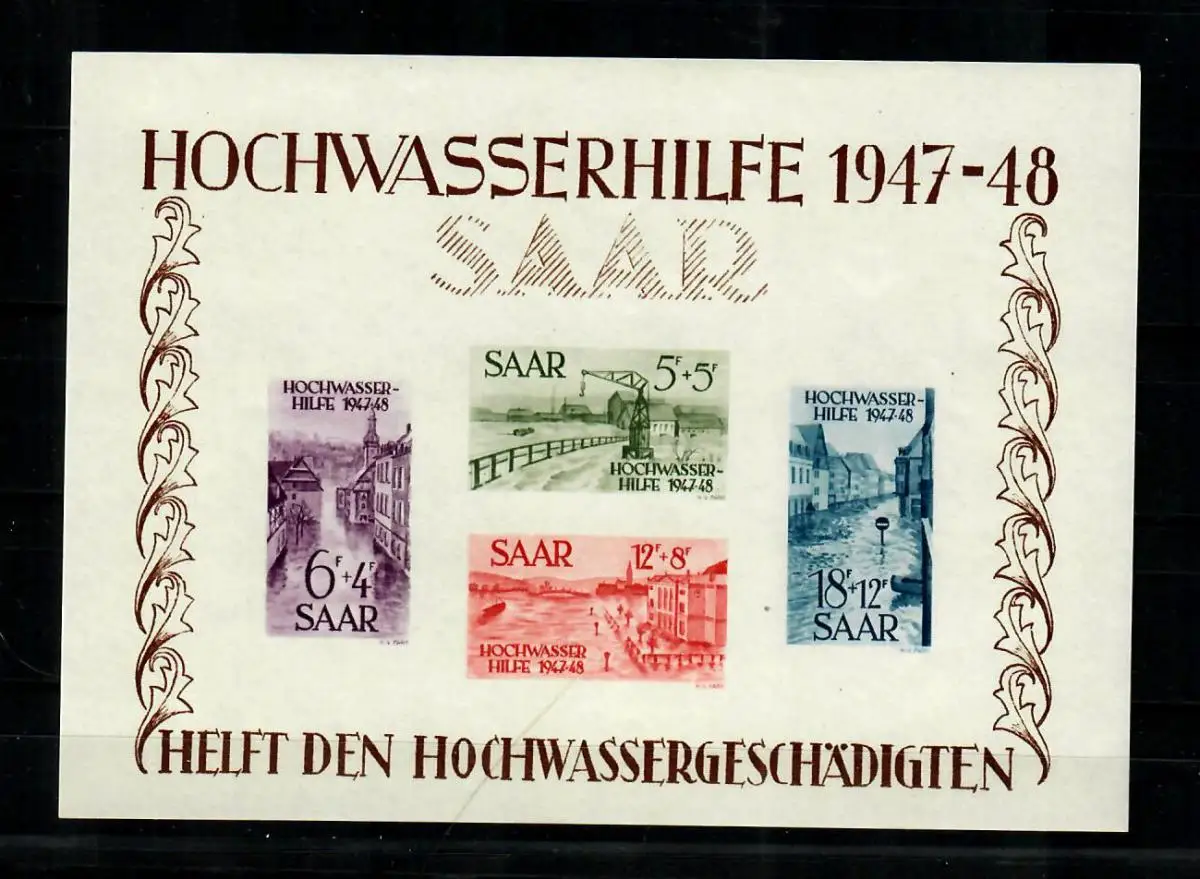 HOCHWASSERHILFE 1947-48
SAAR
HOCHWASSER-
HILFE 1947-48
6F+4F
SAAR
SAAR 5F+5F
HOCHWASSER-
HILFE 1947-48
SAAR 12F+8F
HOCHWASSER
HILFE 1947-48
HOCHWASSER-
HILFE 1947-48
18F+12F
SAAR
HELFT DEN HOCHWASSERGESCHÄDIGTEN